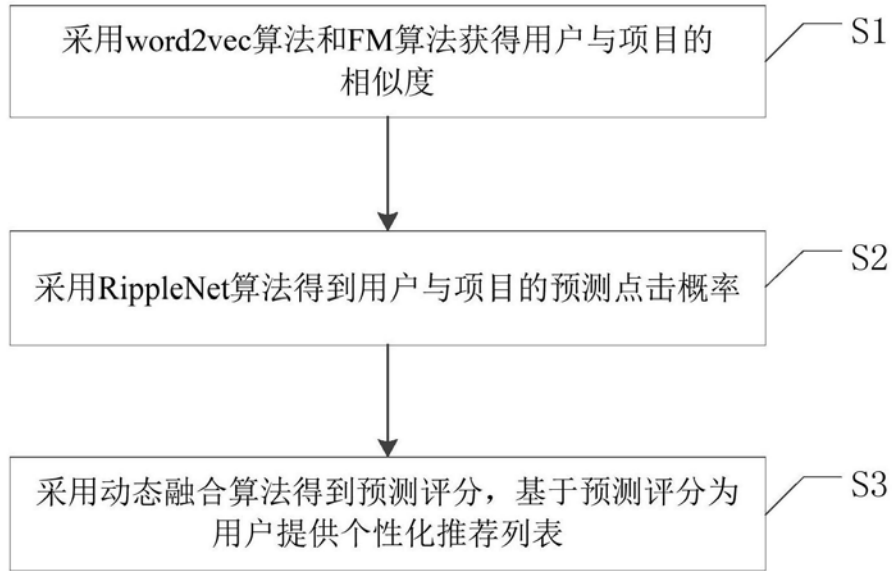 采用word2vec算法和FM算法获得用户与项目的
相似度
S1
采用RippleNet算法得到用户与项目的预测点击概率
S2
采用动态融合算法得到预测评分，基于预测评分为
用户提供个性化推荐列表
S3